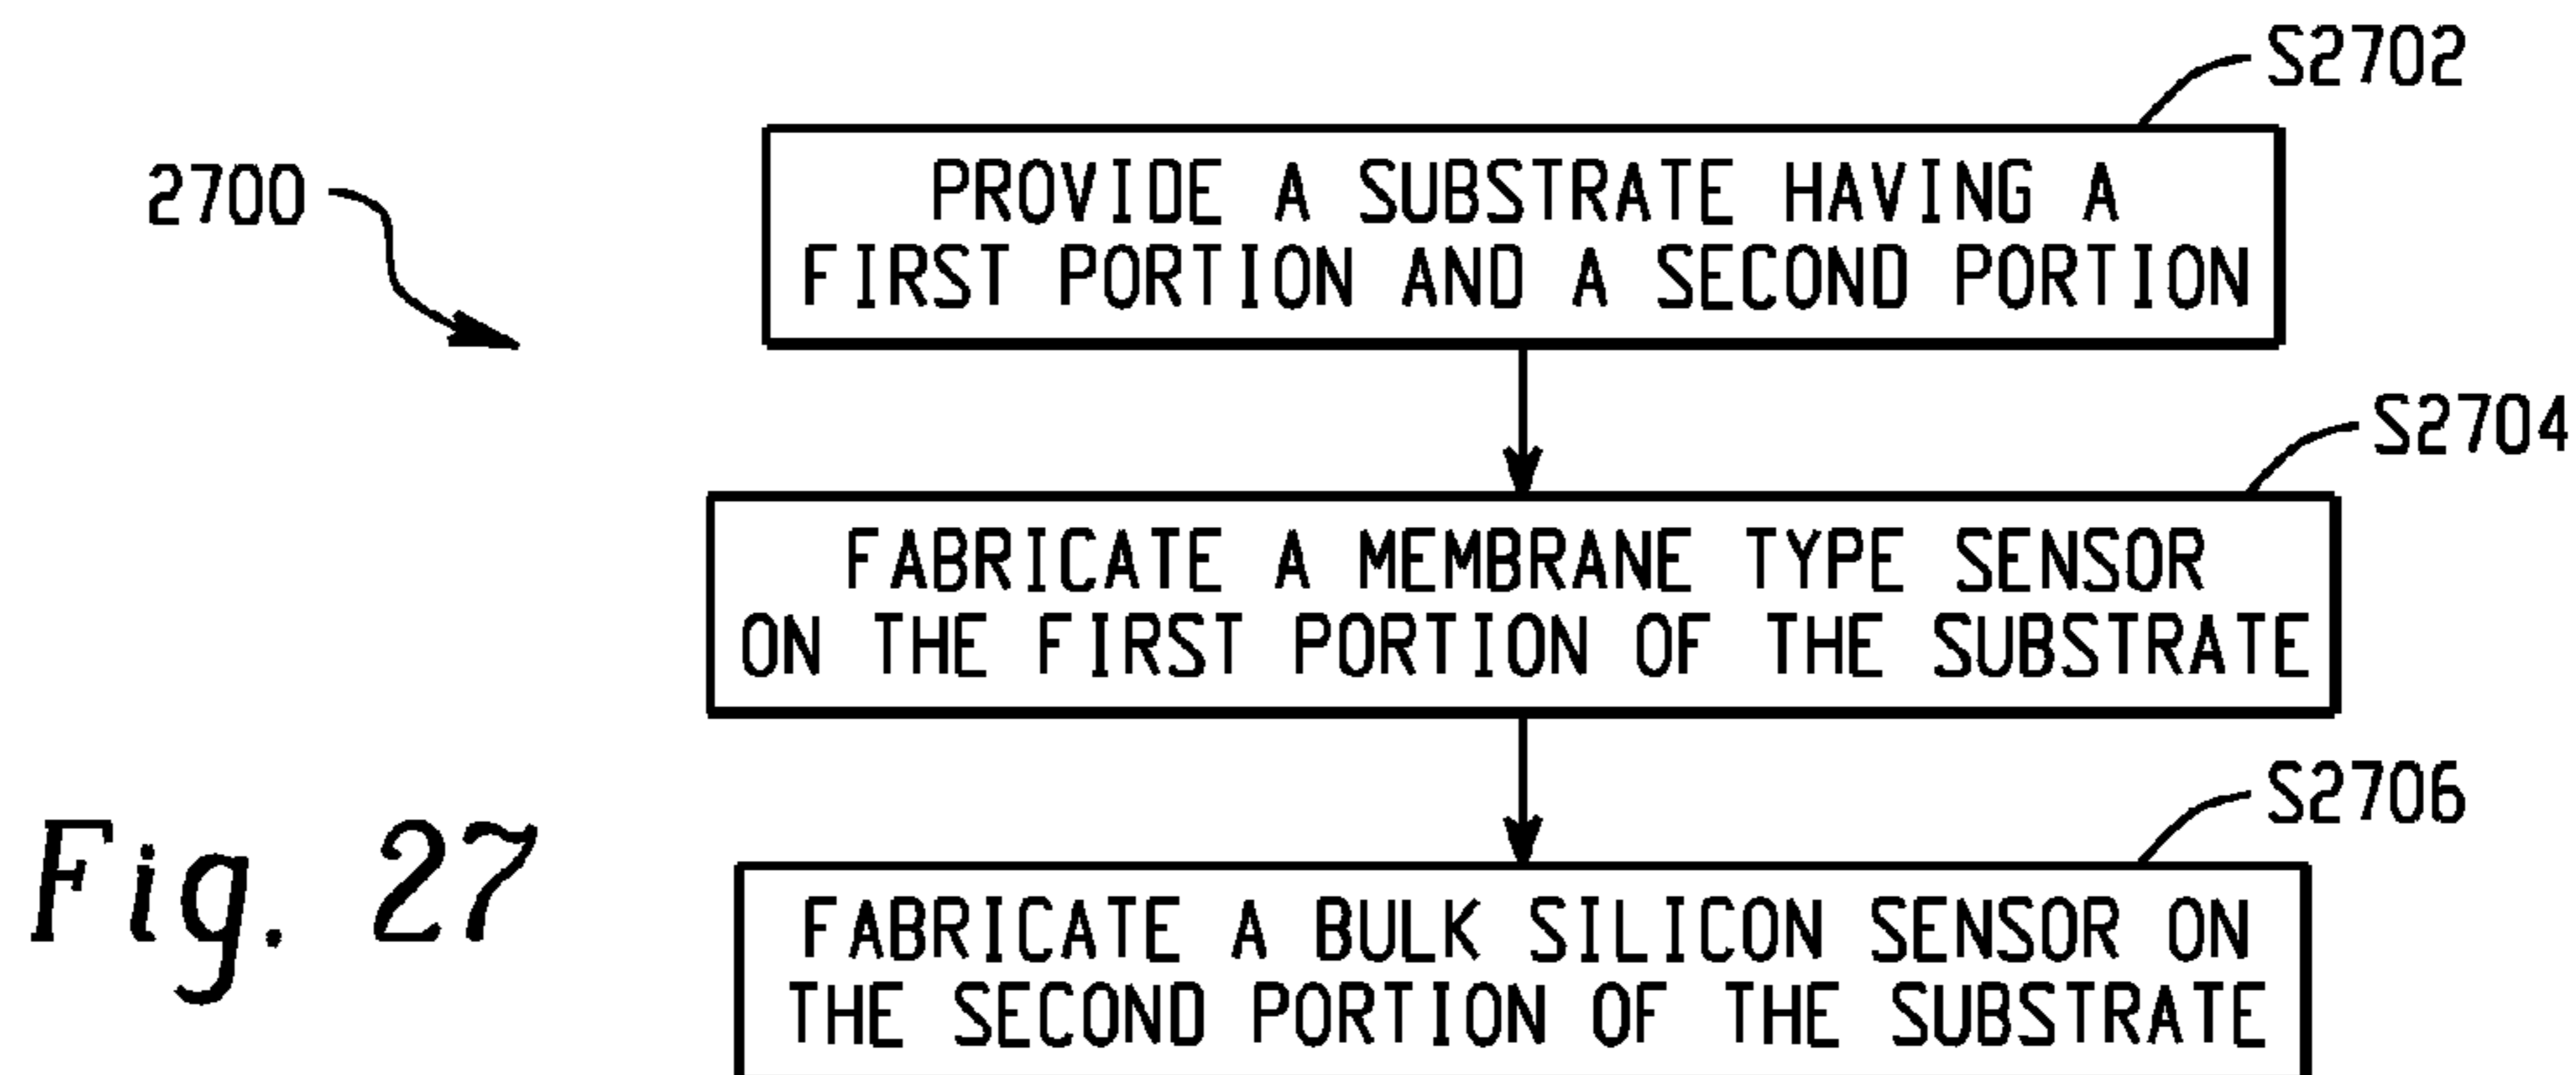 S2702
2700
PROVIDE A SUBSTRATE HAVING A
FIRST PORTION AND A SECOND PORTION
S2704
FABRICATE A MEMBRANE TYPE SENSOR
ON THE FIRST PORTION OF THE SUBSTRATE
S2706
FABRICATE A BULK SILICON SENSOR ON
THE SECOND PORTION OF THE SUBSTRATE
Fig. 27